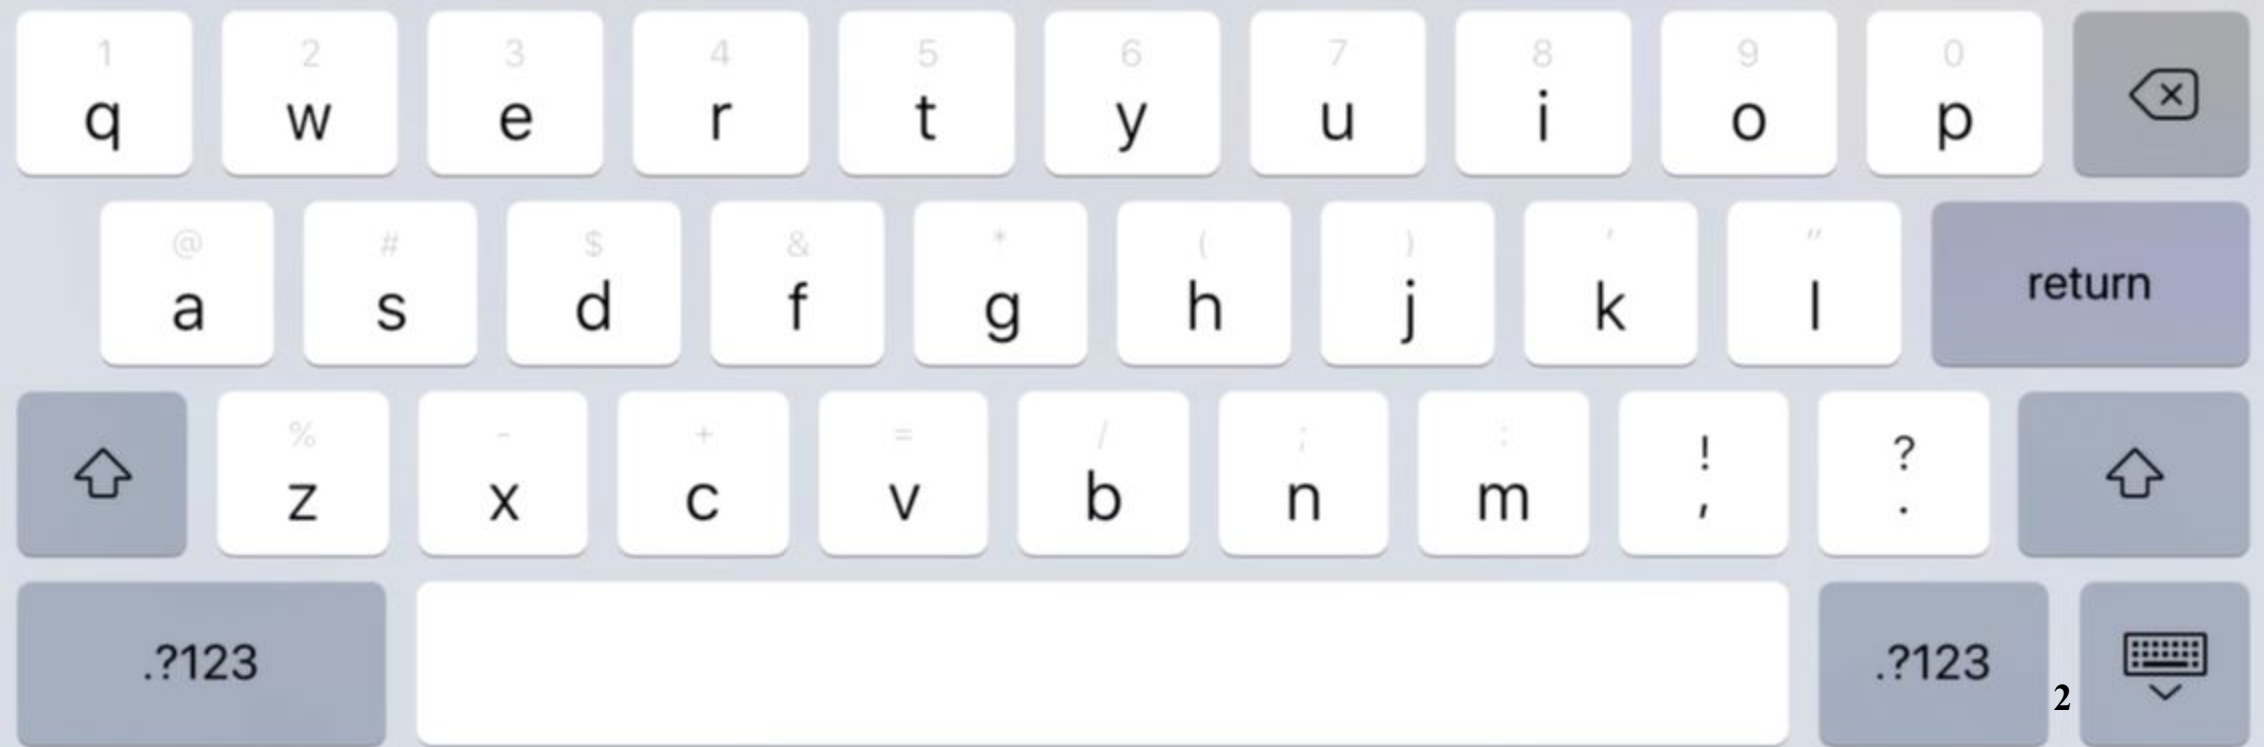 1 2 3 4 5 6 7 8 9 0
q w e r t y u i o p
@ # $ & * ( ) ' "
a s d f g h j k l return
% - + = / ; : ! ?
z x c v b n m , .
.?123 .?123 2